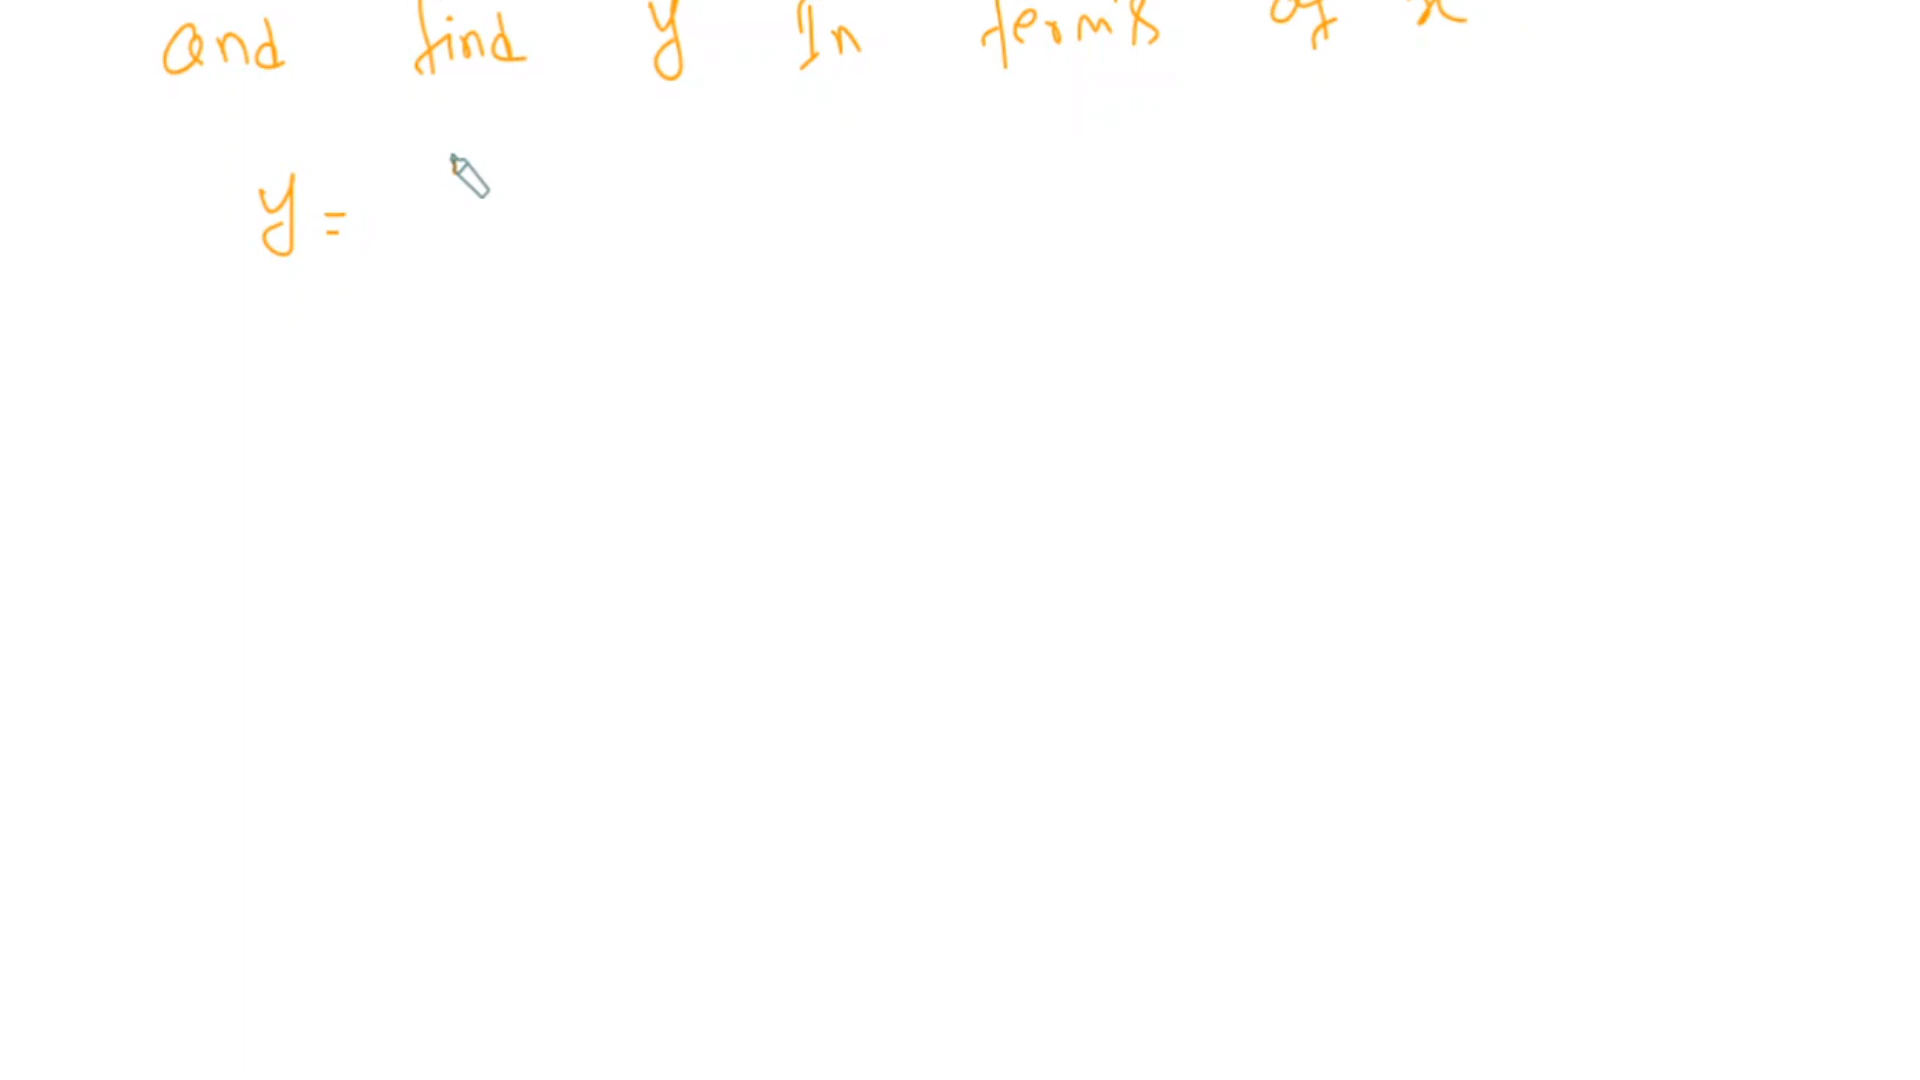 and find y In terms of x
y =